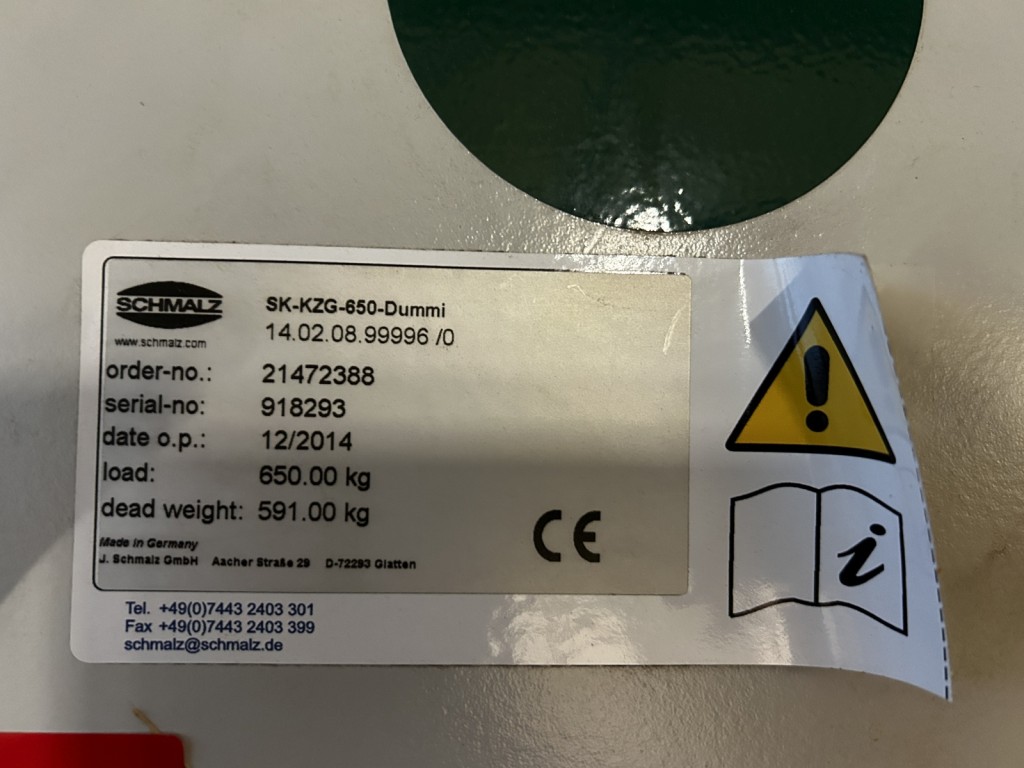 SCHMALZ
www.schmalz.com
SK-KZG-650-Dummi
14.02.08.99996 /0
order-no.: 21472388
serial-no: 918293
date o.p.: 12/2014
load: 650.00 kg
dead weight: 591.00 kg
CE
Made in Germany
J. Schmalz GmbH Aacher Straße 29 D-72293 Glatten
Tel. +49(0)7443 2403 301
Fax +49(0)7443 2403 399
schmalz@schmalz.de
!
i